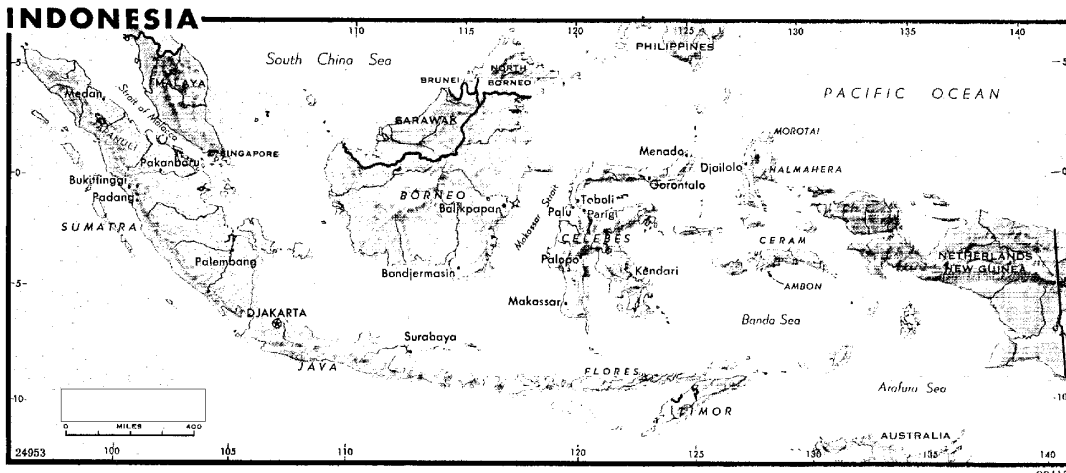 INDONESIA
110 115 120 125 130 135 140
PHILIPPINES
South China Sea
NORTH
BORNEO
BRUNEI
5
MALAYA
Medan
Strait of Malacca
PACIFIC OCEAN
SARAWAK
MOROTAI
SINGAPORE
Menado
Djailolo
Pakanbaru
HALMAHERA
0
0
Bukittinggi
Gorontalo
BORNEO
Toboli
Padang
Balikpapan
Makassar Strait
Palu
Parigi
SUMATRA
CELEBES
CERAM
Palopo
NETHERLANDS
NEW GUINEA
Palembang
Bandjermasin
Kendari
AMBON
5
Makassar
DJAKARTA
Banda Sea
Surabaya
JAVA
FLORES
Arafura Sea
10
TIMOR
0 MILES 400
AUSTRALIA
24953
100 105 110 115 120 125 130 135 140